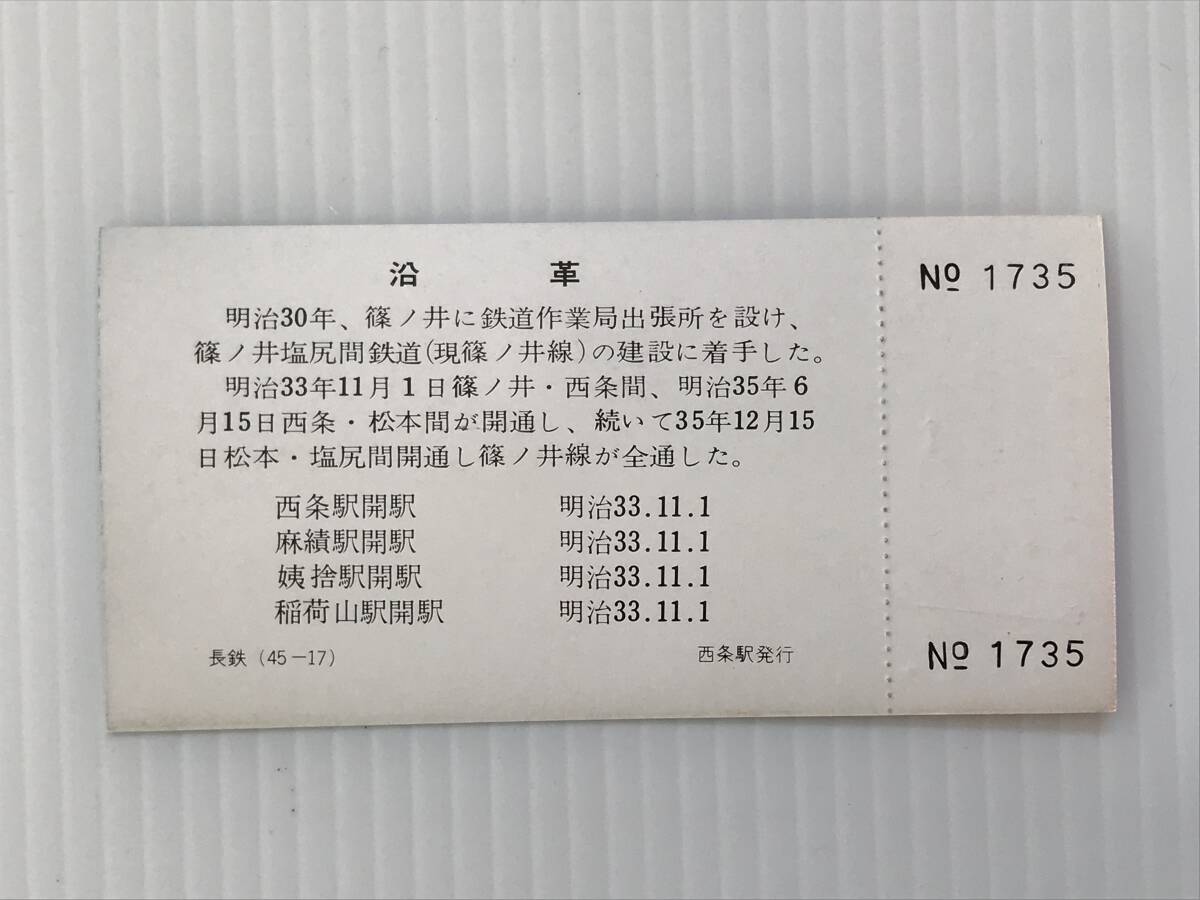 沿革
明治30年、篠ノ井に鉄道作業局出張所を設け、
篠ノ井塩尻間鉄道(現篠ノ井線)の建設に着手した。
明治33年11月1日篠ノ井・西条間、明治35年6
月15日西条・松本間が開通し、続いて35年12月15
日松本・塩尻間開通し篠ノ井線が全通した。
西条駅開駅 明治33.11.1
麻績駅開駅 明治33.11.1
姨捨駅開駅 明治33.11.1
稲荷山駅開駅 明治33.11.1
長鉄(45-17) 西条駅発行
№ 1735
№ 1735